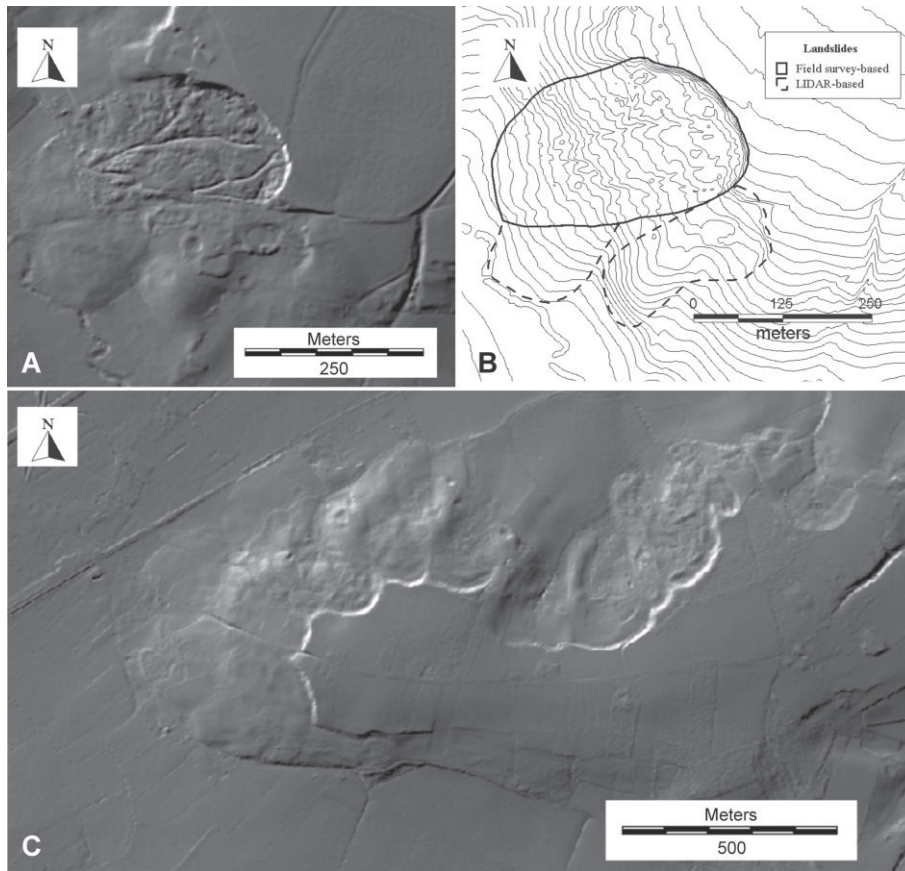 N
Meters
250
A
N
Landslides
Field survey-based
LIDAR-based
0 125 250
meters
B
N
Meters
500
C